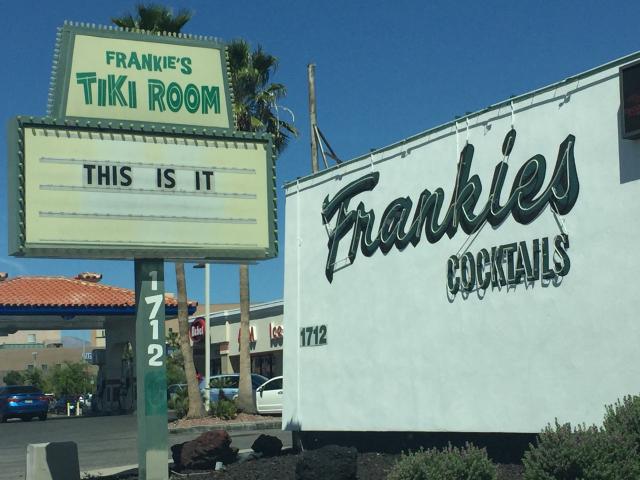 FRANKIE'S
TIKI ROOM
THIS IS IT
1712
Frankies
COCKTAILS
1712